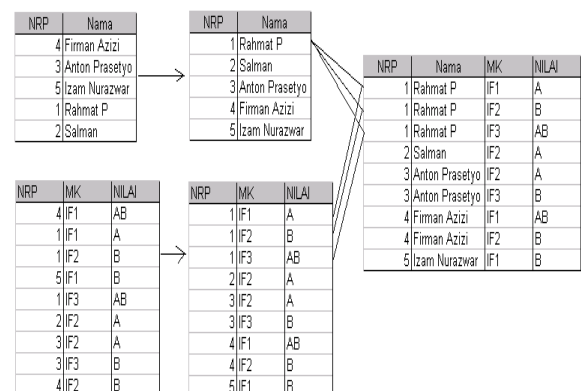 NRP Nama
4 Firman Azizi
3 Anton Prasetyo
5 Izam Nurazwar
1 Rahmat P
2 Salman
NRP Nama
1 Rahmat P
2 Salman
3 Anton Prasetyo
4 Firman Azizi
5 Izam Nurazwar
NRP Nama MK NILAI
1 Rahmat P IF1 A
1 Rahmat P IF2 B
1 Rahmat P IF3 AB
2 Salman IF2 A
3 Anton Prasetyo IF2 A
3 Anton Prasetyo IF3 B
4 Firman Azizi IF1 AB
4 Firman Azizi IF2 B
5 Izam Nurazwar IF1 B
NRP MK NILAI
4 IF1 AB
1 IF1 A
1 IF2 B
5 IF1 B
1 IF3 AB
2 IF2 A
3 IF2 A
3 IF3 B
4 IF2 B
NRP MK NILAI
1 IF1 A
1 IF2 B
1 IF3 AB
2 IF2 A
3 IF2 A
3 IF3 B
4 IF1 AB
4 IF2 B
5 IF1 B